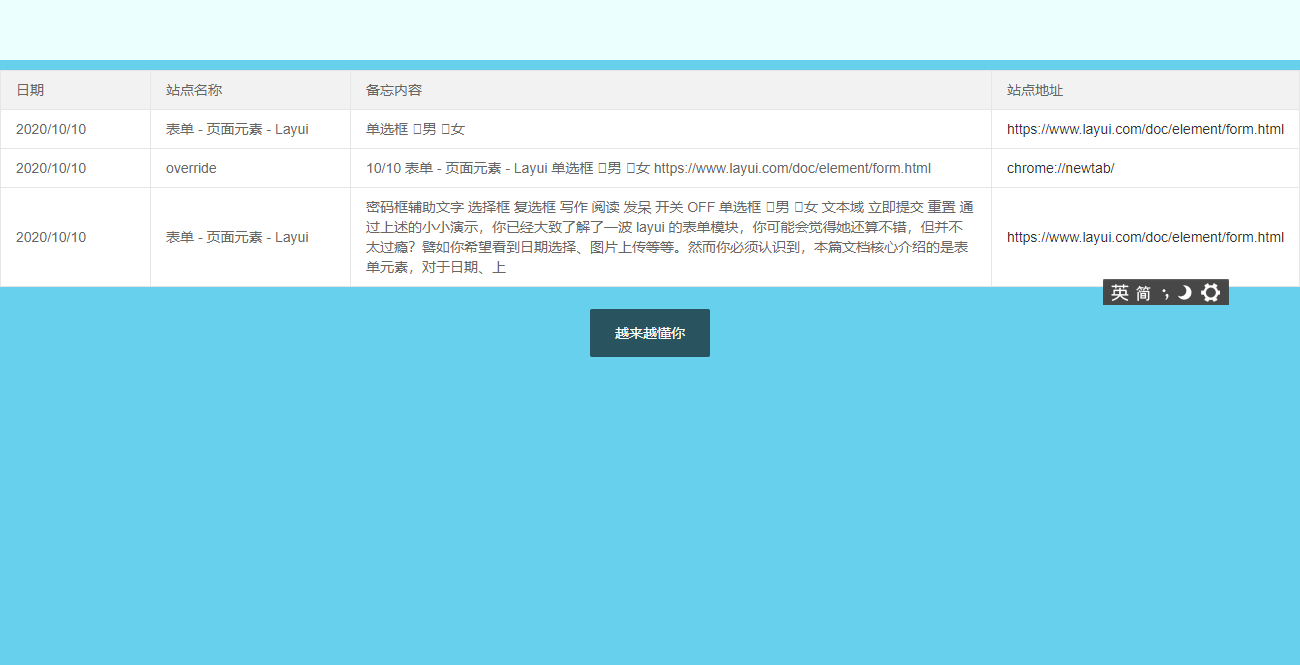 日期 站点名称 备忘内容 站点地址
2020/10/10 表单 - 页面元素 - Layui 单选框 男 女 https://www.layui.com/doc/element/form.html
2020/10/10 override 10/10 表单 - 页面元素 - Layui 单选框 男 女 https://www.layui.com/doc/element/form.html chrome://newtab/
密码框辅助文字 选择框 复选框 写作 阅读 发呆 开关 OFF 单选框 男 女 文本域 立即提交 重置 通
过上述的小小演示，你已经大致了解了一波 layui 的表单模块，你可能会觉得她还算不错，但并不
2020/10/10 表单 - 页面元素 - Layui https://www.layui.com/doc/element/form.html
太过瘾？譬如你希望看到日期选择、图片上传等等。然而你必须认识到，本篇文档核心介绍的是表
单元素，对于日期、上
英 简
越来越懂你